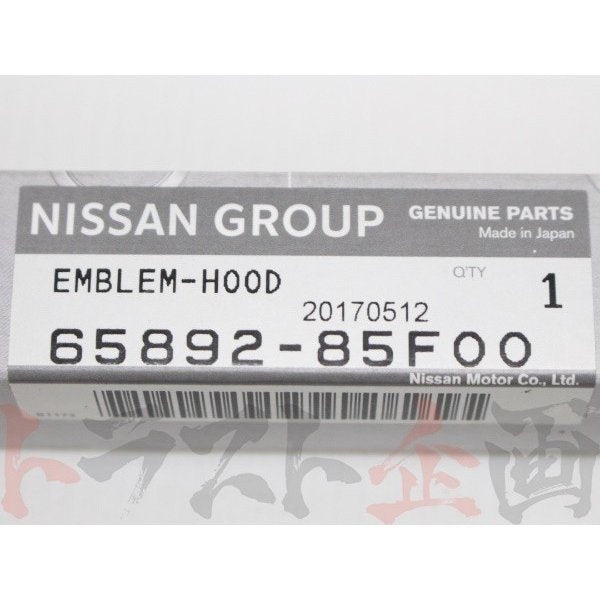 NISSAN GROUP
GENUINE PARTS
Made in Japan
EMBLEM-HOOD
Q'TY
1
20170512
65892-85F00
Nissan Motor Co., Ltd.
トラスト企画